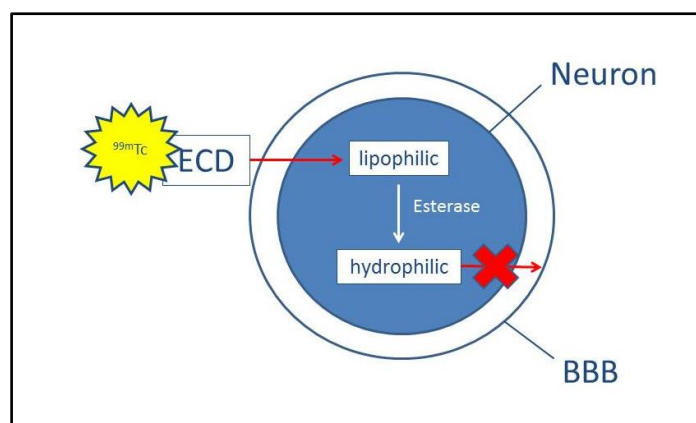 Neuron
⁹⁹ᵐTc
ECD
lipophilic
Esterase
hydrophilic
BBB